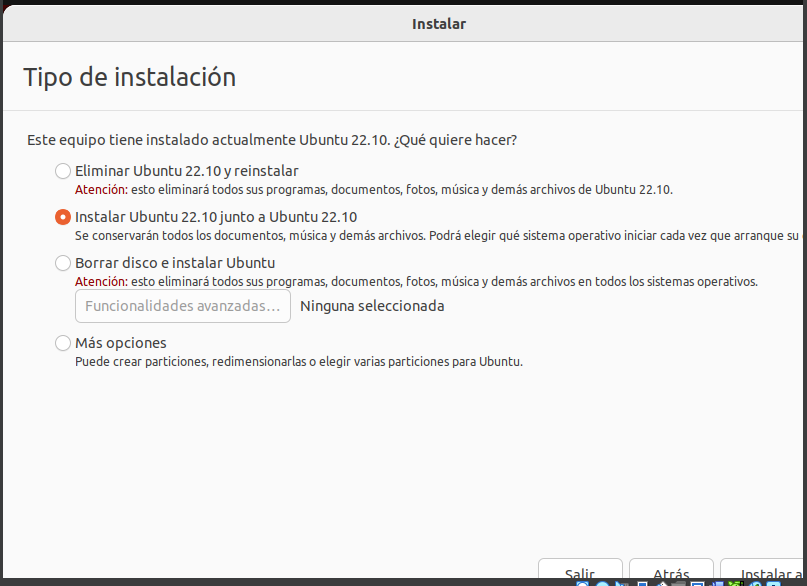 Instalar
Tipo de instalación
Este equipo tiene instalado actualmente Ubuntu 22.10. ¿Qué quiere hacer?
Eliminar Ubuntu 22.10 y reinstalar
Atención: esto eliminará todos sus programas, documentos, fotos, música y demás archivos de Ubuntu 22.10.
Instalar Ubuntu 22.10 junto a Ubuntu 22.10
Se conservarán todos los documentos, música y demás archivos. Podrá elegir qué sistema operativo iniciar cada vez que arranque su
Borrar disco e instalar Ubuntu
Atención: esto eliminará todos sus programas, documentos, fotos, música y demás archivos en todos los sistemas operativos.
Funcionalidades avanzadas... Ninguna seleccionada
Más opciones
Puede crear particiones, redimensionarlas o elegir varias particiones para Ubuntu.
Salir Atrás Instalar a